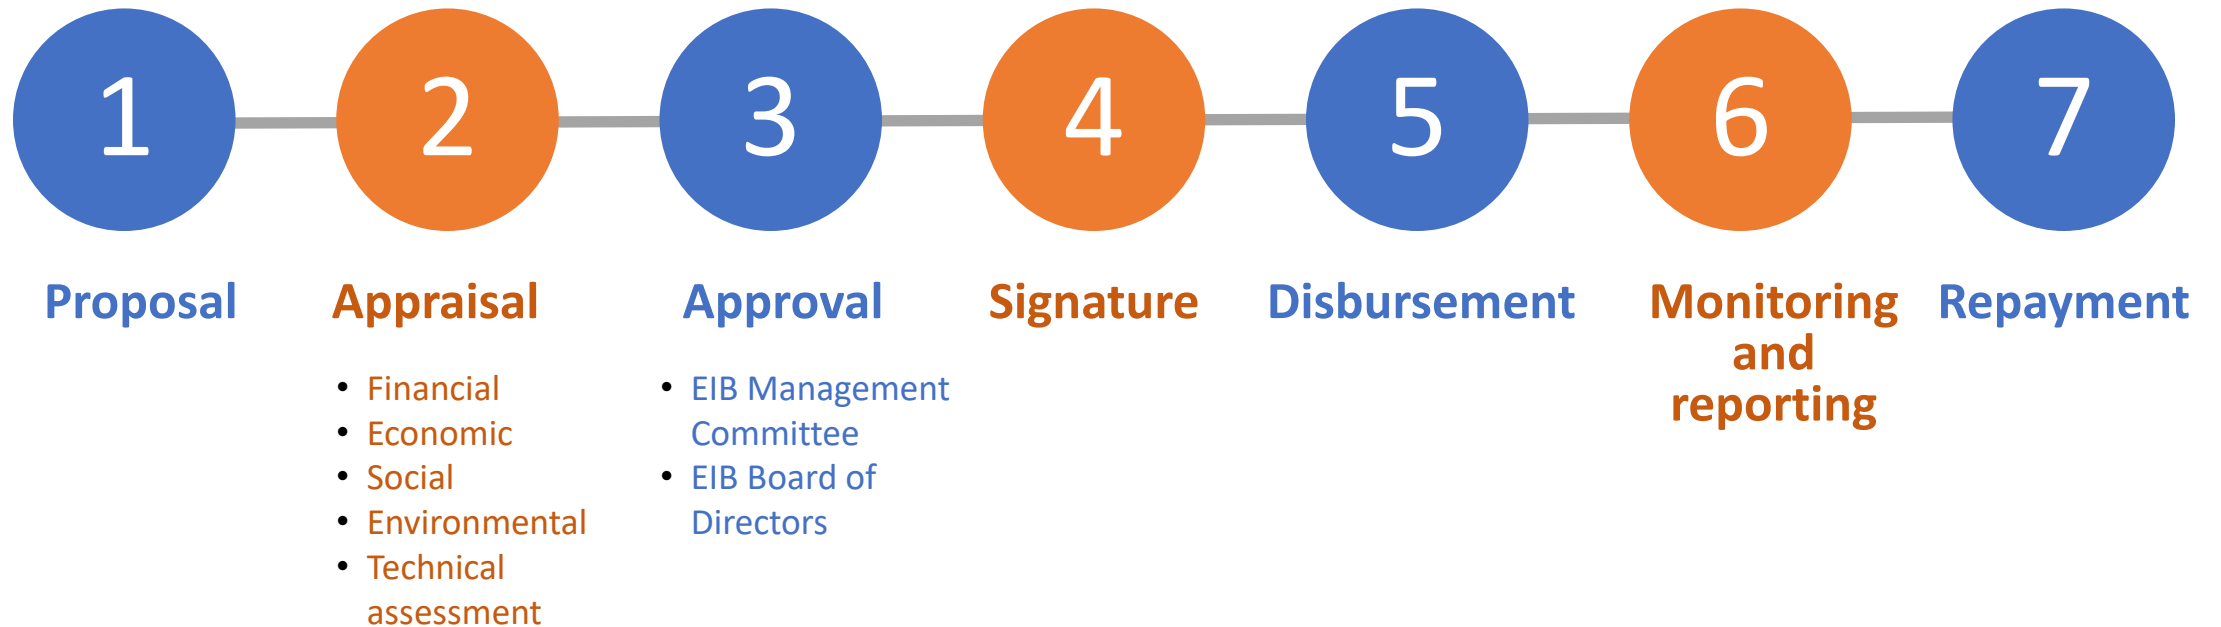 1
2
3
4
5
6
7
Proposal
Appraisal
• Financial
• Economic
• Social
• Environmental
• Technical
assessment
Approval
• EIB Management
Committee
• EIB Board of
Directors
Signature
Disbursement
Monitoring
and
reporting
Repayment